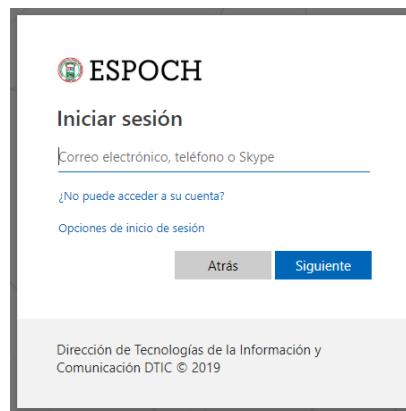 ESPOCH
Iniciar sesión
Correo electrónico, teléfono o Skype
¿No puede acceder a su cuenta?
Opciones de inicio de sesión
Atrás
Siguiente
Dirección de Tecnologías de la Información y
Comunicación DTIC © 2019